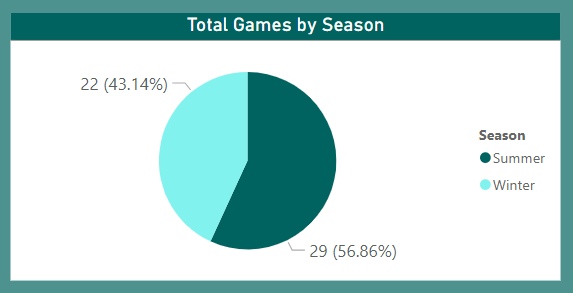 Total Games by Season
22 (43.14%)
29 (56.86%)
Season
Summer
Winter